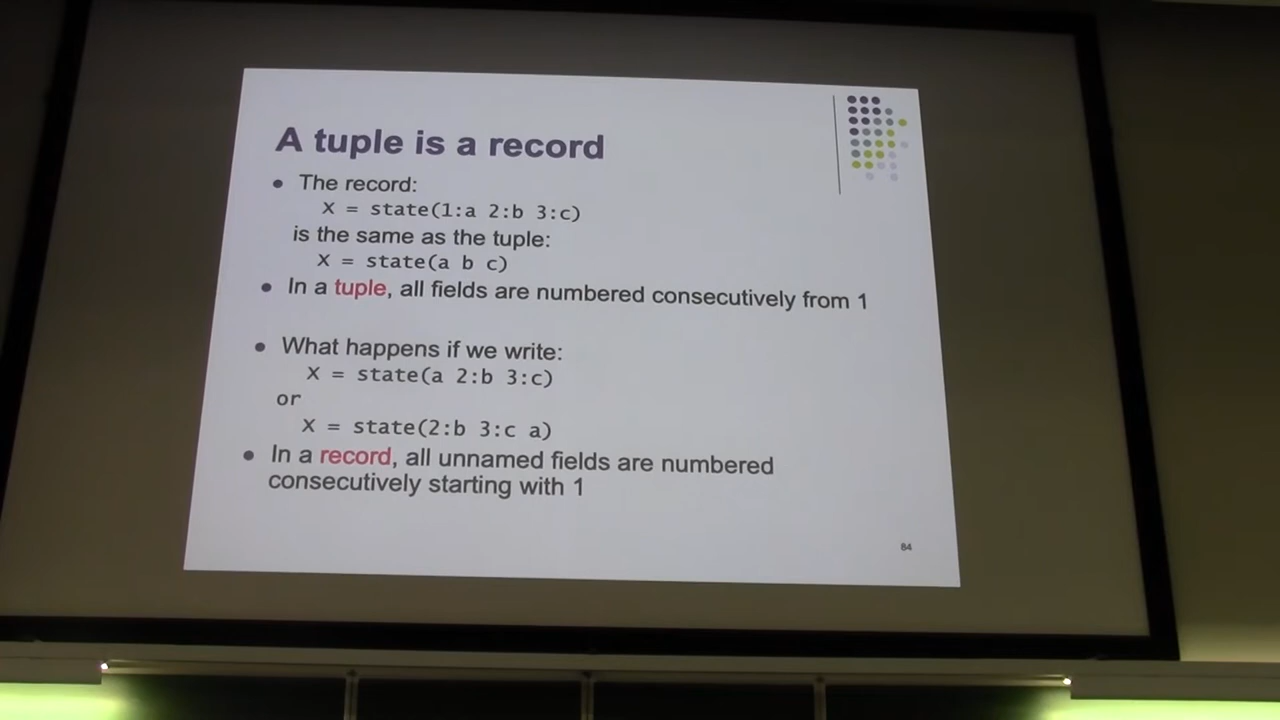 A tuple is a record
● The record:
X = state(1:a 2:b 3:c)
is the same as the tuple:
X = state(a b c)
● In a tuple, all fields are numbered consecutively from 1
● What happens if we write:
X = state(a 2:b 3:c)
or
X = state(2:b 3:c a)
● In a record, all unnamed fields are numbered
consecutively starting with 1
84